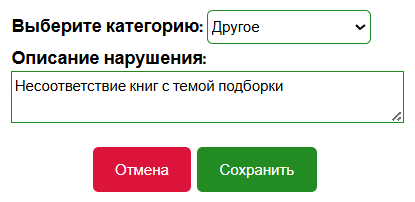 Выберите категорию: Другое
Описание нарушения:
Несоответствие книг с темой подборки
Отмена Сохранить